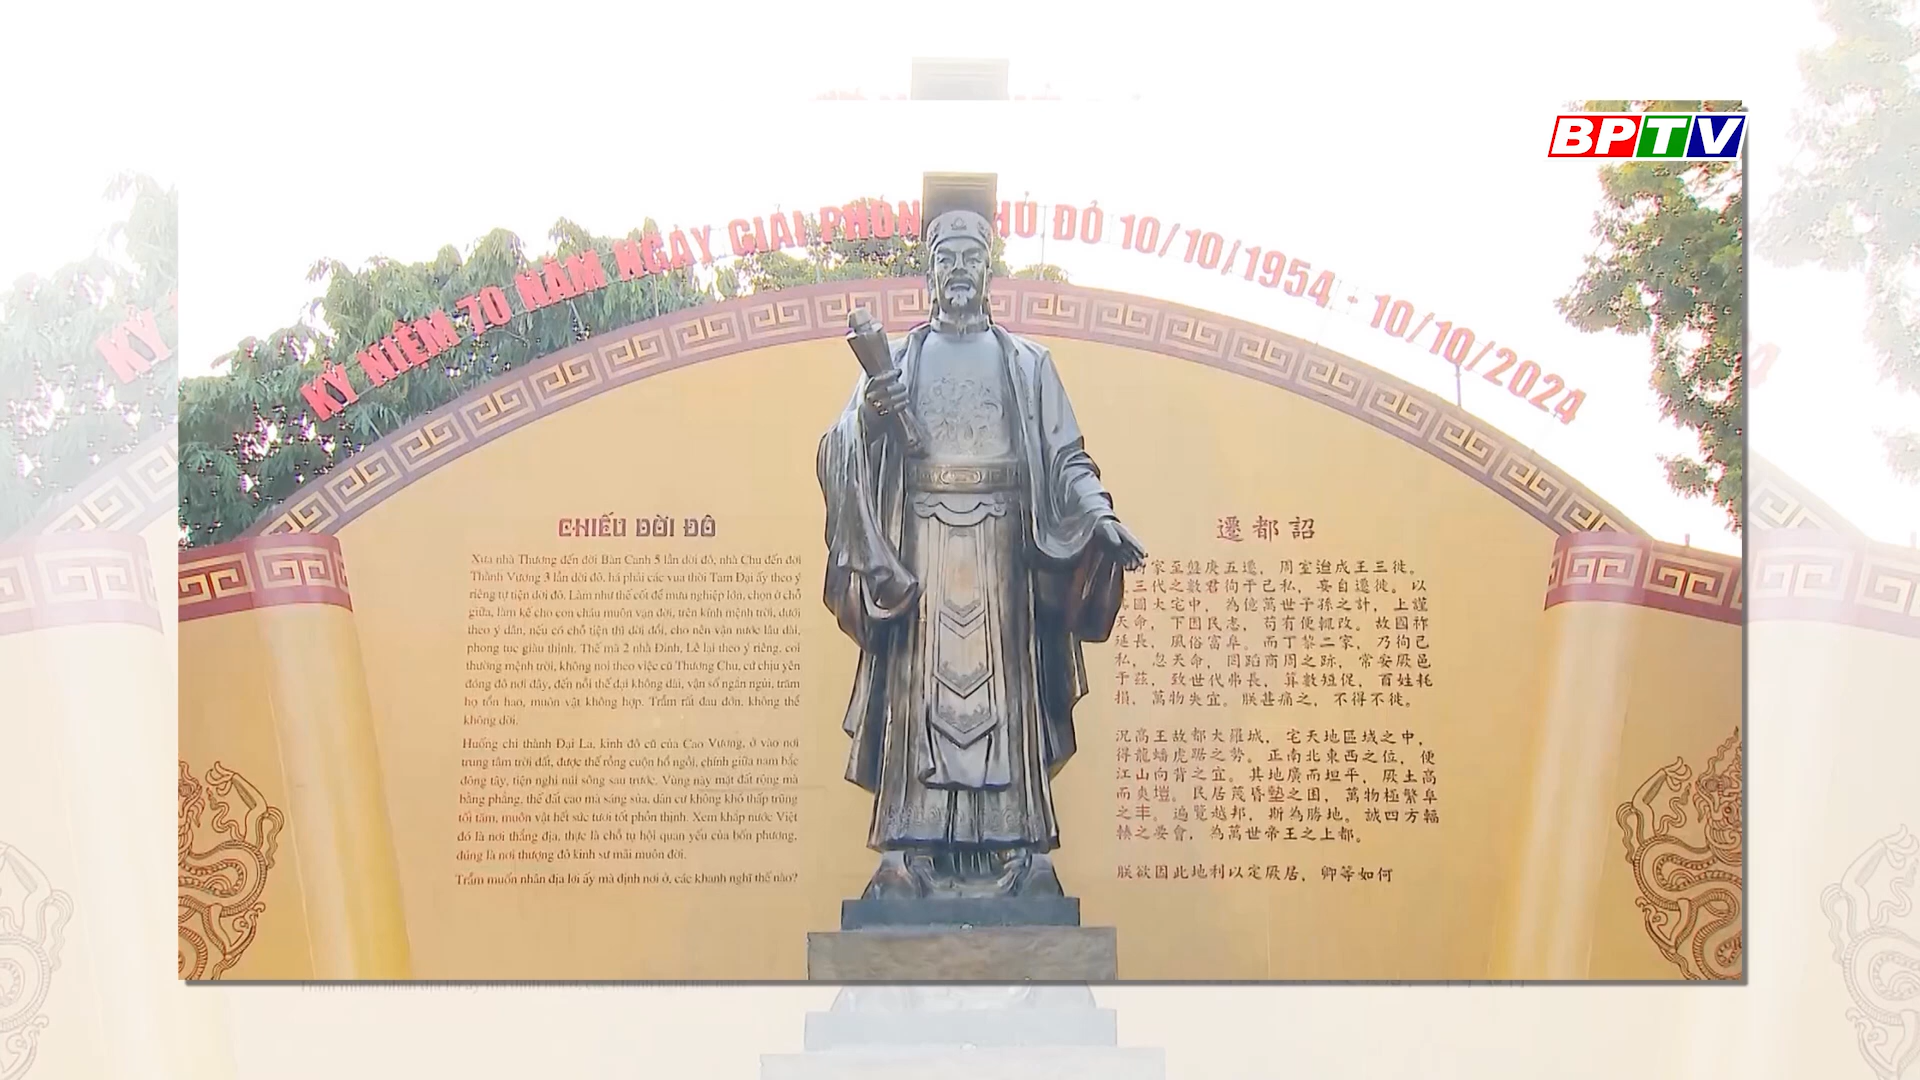 BPTV
KỶ NIỆM 70 NĂM NGÀY GIẢI PHÓN HỦ ĐÔ 10/10/1954 - 10/10/2024
CHIẾU DỜI ĐÔ
Xưa nhà Thương đến đời Bàn Canh 5 lần dời đô, nhà Chu đến đời
Thành Vương 3 lần dời đô, há phải các vua thời Tam Đại ấy theo ý
riêng tự tiện dời đô. Làm như thế cốt để mưu nghiệp lớn, chọn ở chỗ
giữa, làm kế cho con cháu muôn vạn đời, trên kính mệnh trời, dưới
theo ý dân, nếu có chỗ tiện thì dời đổi, cho nên vận nước lâu dài,
phong tục giàu thịnh. Thế mà 2 nhà Đinh, Lê lại theo ý riêng, coi
thường mệnh trời, không noi theo việc cũ Thương Chu, cứ chịu yên
đóng đô nơi đây, đến nỗi thế đại không dài, vận số ngắn ngủi, trăm
họ tổn hao, muôn vật không hợp. Trẫm rất đau đớn, không thể
không dời.
Huống chi thành Đại La, kinh đô cũ của Cao Vương, ở vào nơi
trung tâm trời đất, được thế rồng cuộn hổ ngồi, chính giữa nam bắc
đông tây, tiện nghi núi sông sau trước. Vùng này mặt đất rộng mà
bằng phẳng, thế đất cao mà sáng sủa, dân cư không khổ thấp trũng
tối tăm, muôn vật hết sức tươi tốt phồn thịnh. Xem khắp nước Việt
đó là nơi thắng địa, thực là chỗ tụ hội quan yếu của bốn phương,
đúng là nơi thượng đô kinh sư mãi muôn đời.
Trẫm muốn nhân địa lợi ấy mà định nơi ở, các khanh nghĩ thế nào?
遷都詔
家至盤庚五遷，周室迨成王三徙。
三代之數君徇于己私，妄自遷徙。以
國大宅中，為億萬世子孫之計，上謹
天命，下因民志，苟有便輒改。故國祚
延長，風俗富阜。而丁黎二家，乃徇己
私，忽天命，罔蹈商周之跡，常安厥邑
于茲，致世代弗長，算數短促，百姓耗
損，萬物失宜。朕甚痛之，不得不徙。
況高王故都大羅城，宅天地區域之中，
得龍蟠虎踞之勢。正南北東西之位，便
江山向背之宜。其地廣而坦平，厥土高
而爽塏。民居蔑昏墊之困，萬物極繁阜
之丰。遍覽越邦，斯為勝地。誠四方輻
輳之要會，為萬世帝王之上都。
朕欲因此地利以定厥居，卿等如何